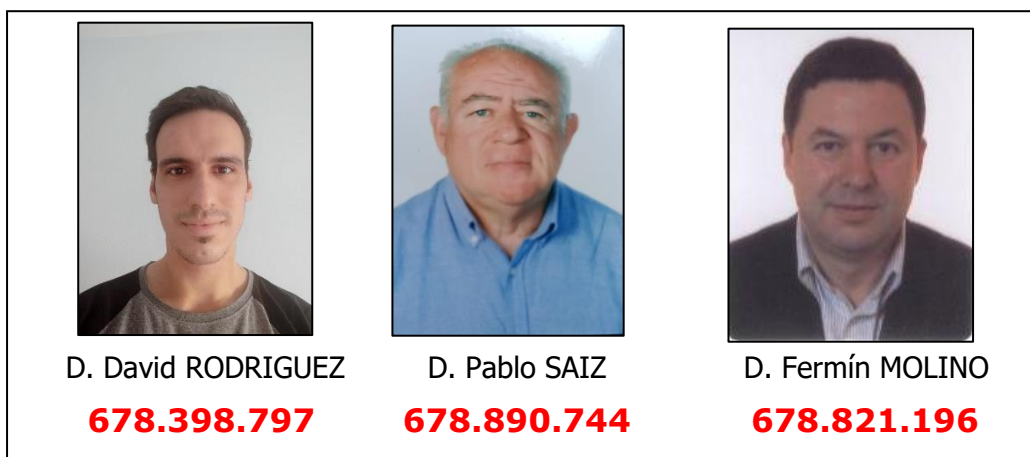 D. David RODRIGUEZ
D. Pablo SAIZ
D. Fermín MOLINO
678.398.797
678.890.744
678.821.196